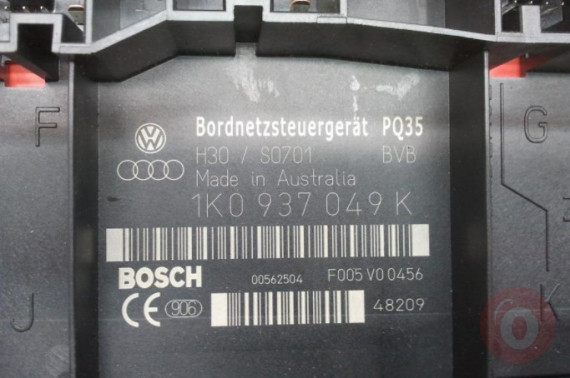 F
G
Bordnetzsteuergerät PQ35
H30 / S0701 BVB
Made in Australia
1K0 937 049 K
BOSCH 00562504 F005 V0 0456
CE 906 48209
J
K